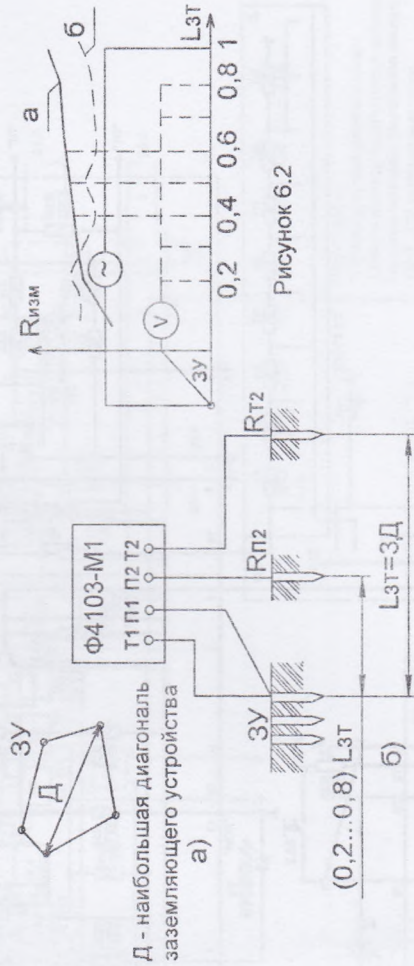 Д - наибольшая диагональ
заземляющего устройства
а)
Д
ЗУ
Ф4103-М1
Т1 П1 П2 Т2
ЗУ
Rп2
Rт2
(0,2...0,8) Lзт
Lзт=3Д
б)
Rизм
а
б
V
~
ЗУ
0,2 0,4 0,6 0,8 1
Lзт
Рисунок 6.2